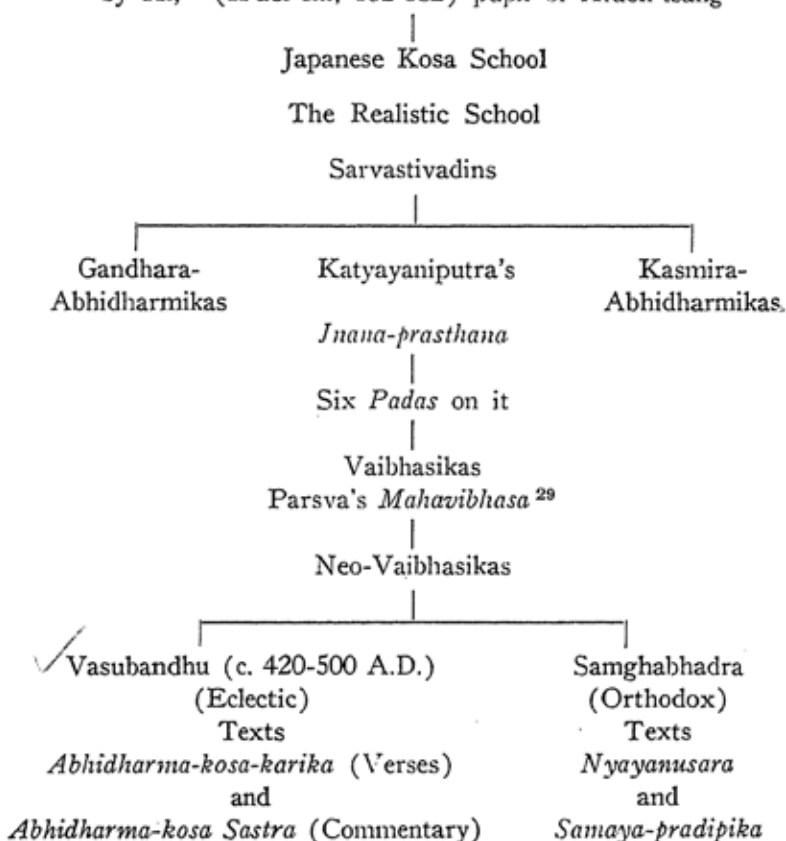 Japanese Kosa School
The Realistic School
Sarvastivadins
Gandhara-
Abhidharmikas
Katyayaniputra's
Kasmira-
Abhidharmikas
Jnana-prasthana
Six Padas on it
Vaibhasikas
Parsva's Mahavibhasa 29
Neo-Vaibhasikas
Vasubandhu (c. 420-500 A.D.)
(Eclectic)
Texts
Abhidharma-kosa-karika (Verses)
and
Abhidharma-kosa Sastra (Commentary)
Samghabhadra
(Orthodox)
Texts
Nyayanusara
and
Samaya-pradipika